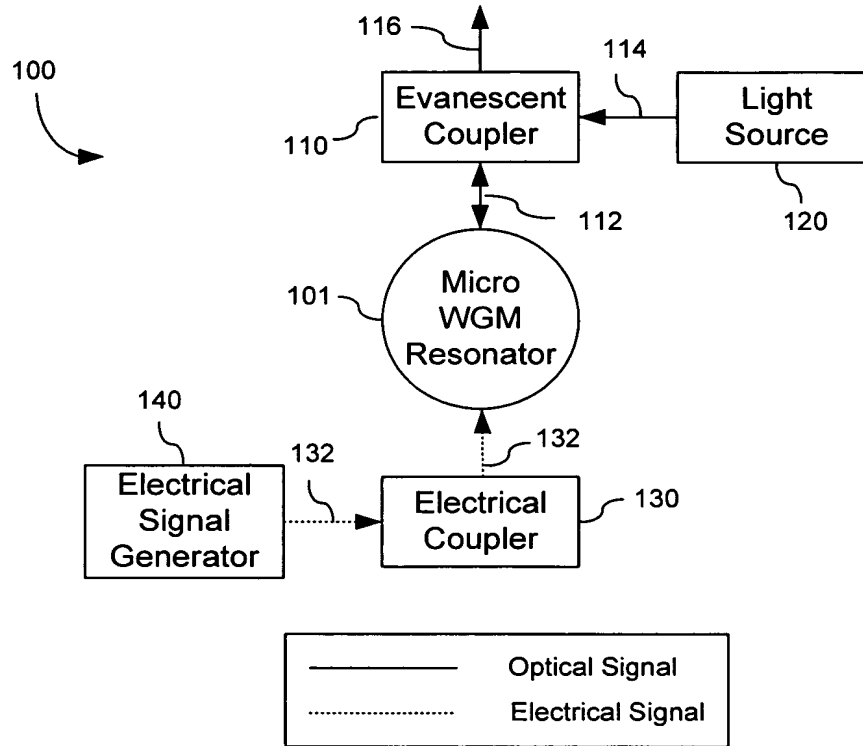 116
100
114
Evanescent
Coupler
Light
Source
110
112
120
101
Micro
WGM
Resonator
140
132
132
Electrical
Signal
Generator
Electrical
Coupler
130
Optical Signal
Electrical Signal